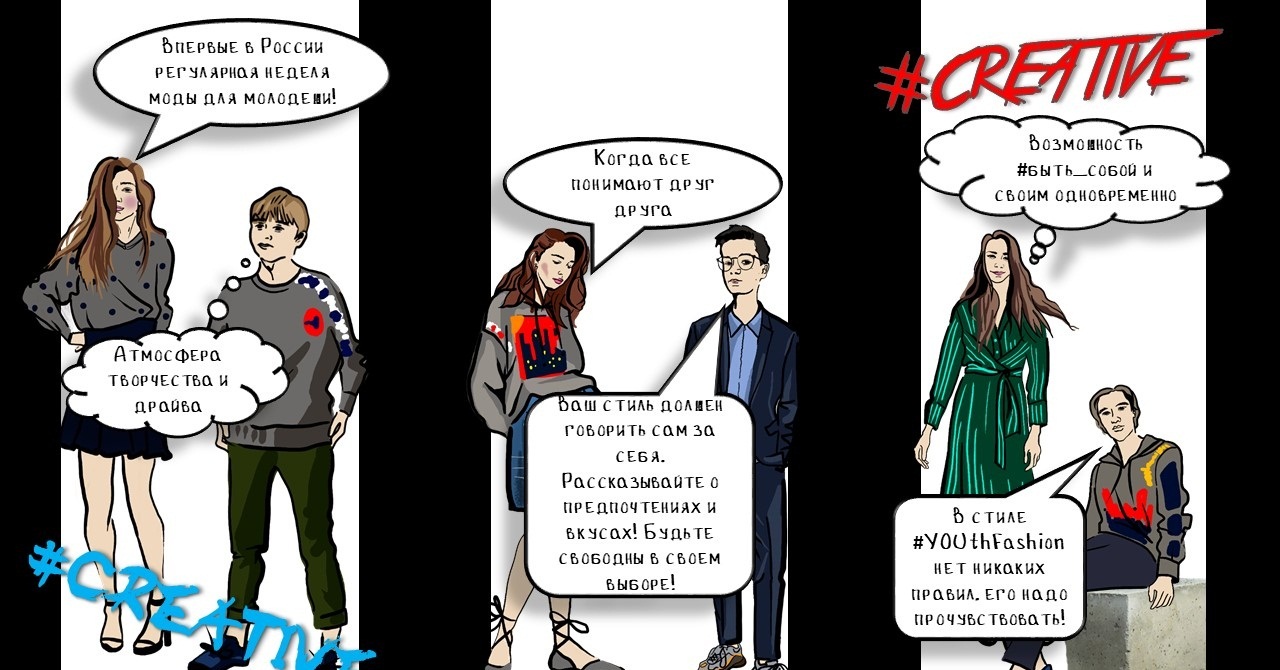 Впервые в России
регулярная неделя
моды для молодежи!
Атмосфера
творчества и
драйва
#CREATIVE
Когда все
понимают друг
друга
Ваш стиль должен
говорить сам за
себя.
Рассказывайте о
предпочтениях и
вкусах! Будьте
свободны в своем
выборе!
#CREATIVE
Возможность
#быть_собой и
своим одновременно
В стиле
#YOUthFashion
нет никаких
правил. Его надо
прочувствовать!